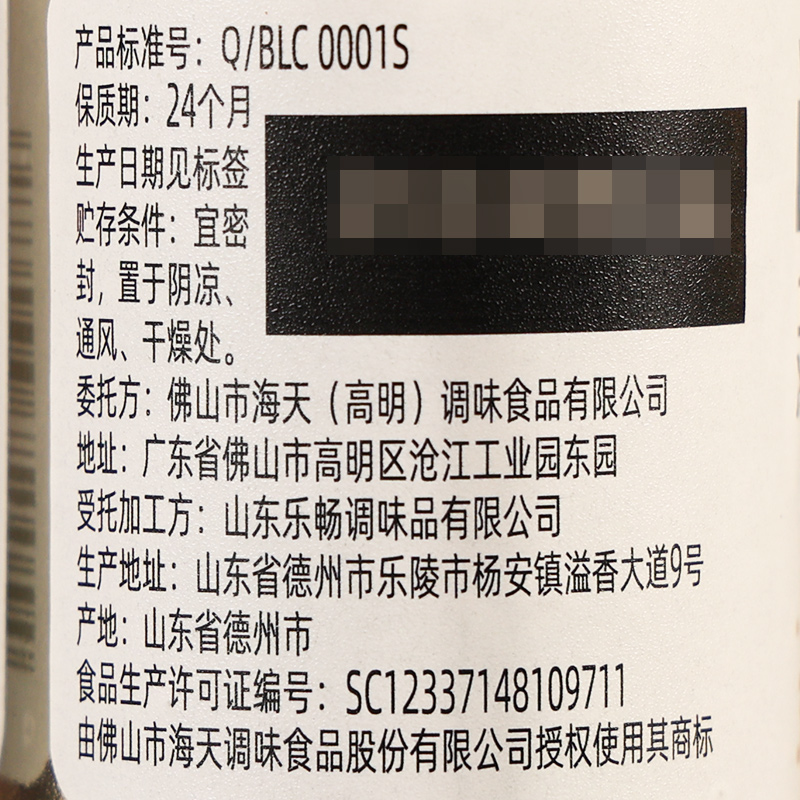 产品标准号：Q/BLC 0001S
保质期：24个月
生产日期见标签
贮存条件：宜密
封，置于阴凉、
通风、干燥处。
委托方：佛山市海天（高明）调味食品有限公司
地址：广东省佛山市高明区沧江工业园东园
受托加工方：山东乐畅调味品有限公司
生产地址：山东省德州市乐陵市杨安镇溢香大道9号
产地：山东省德州市
食品生产许可证编号：SC12337148109711
由佛山市海天调味食品股份有限公司授权使用其商标